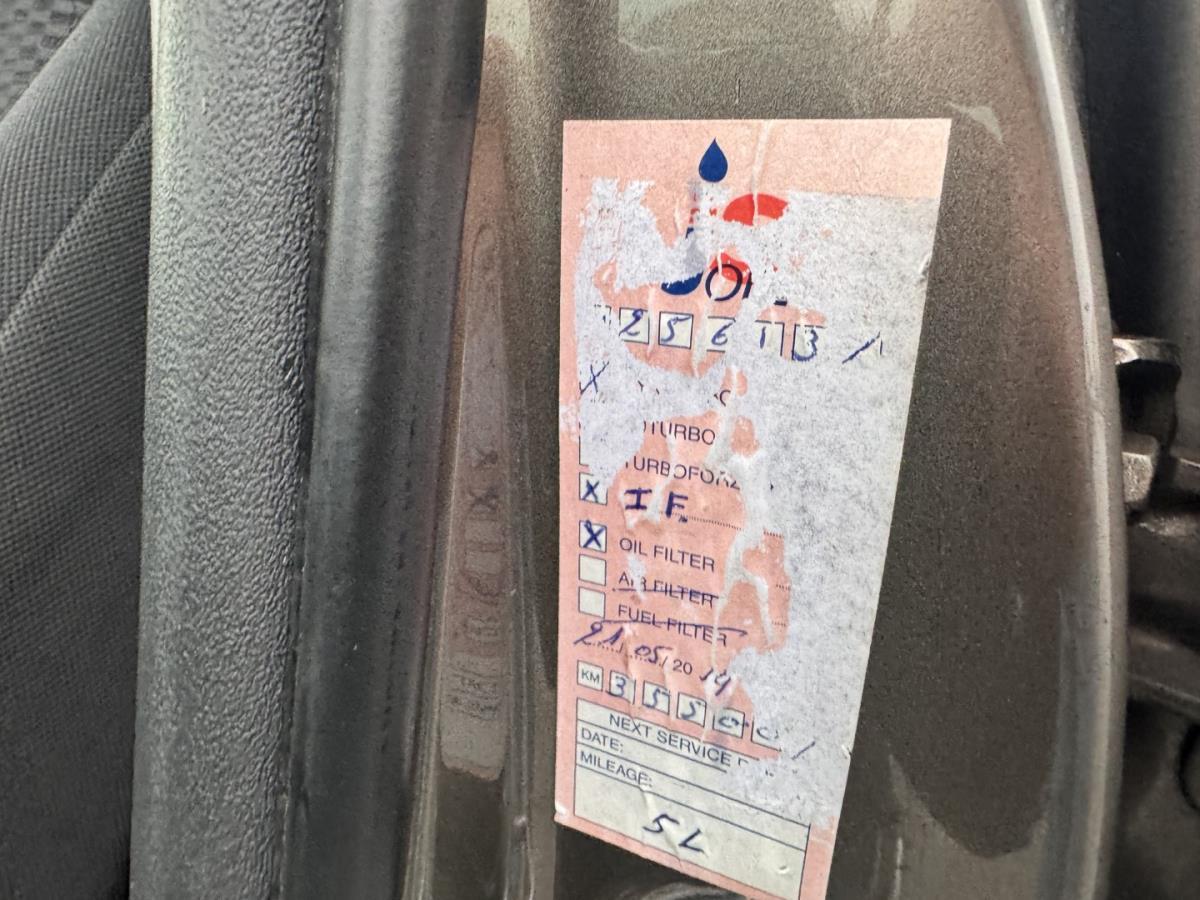 25613/
TURBO
TURBOFORZ
X I F.
X OIL FILTER
AIR FILTER
FUEL FILTER
21.05/2014
KM 35500/
NEXT SERVICE
DATE:
MILEAGE:
5L